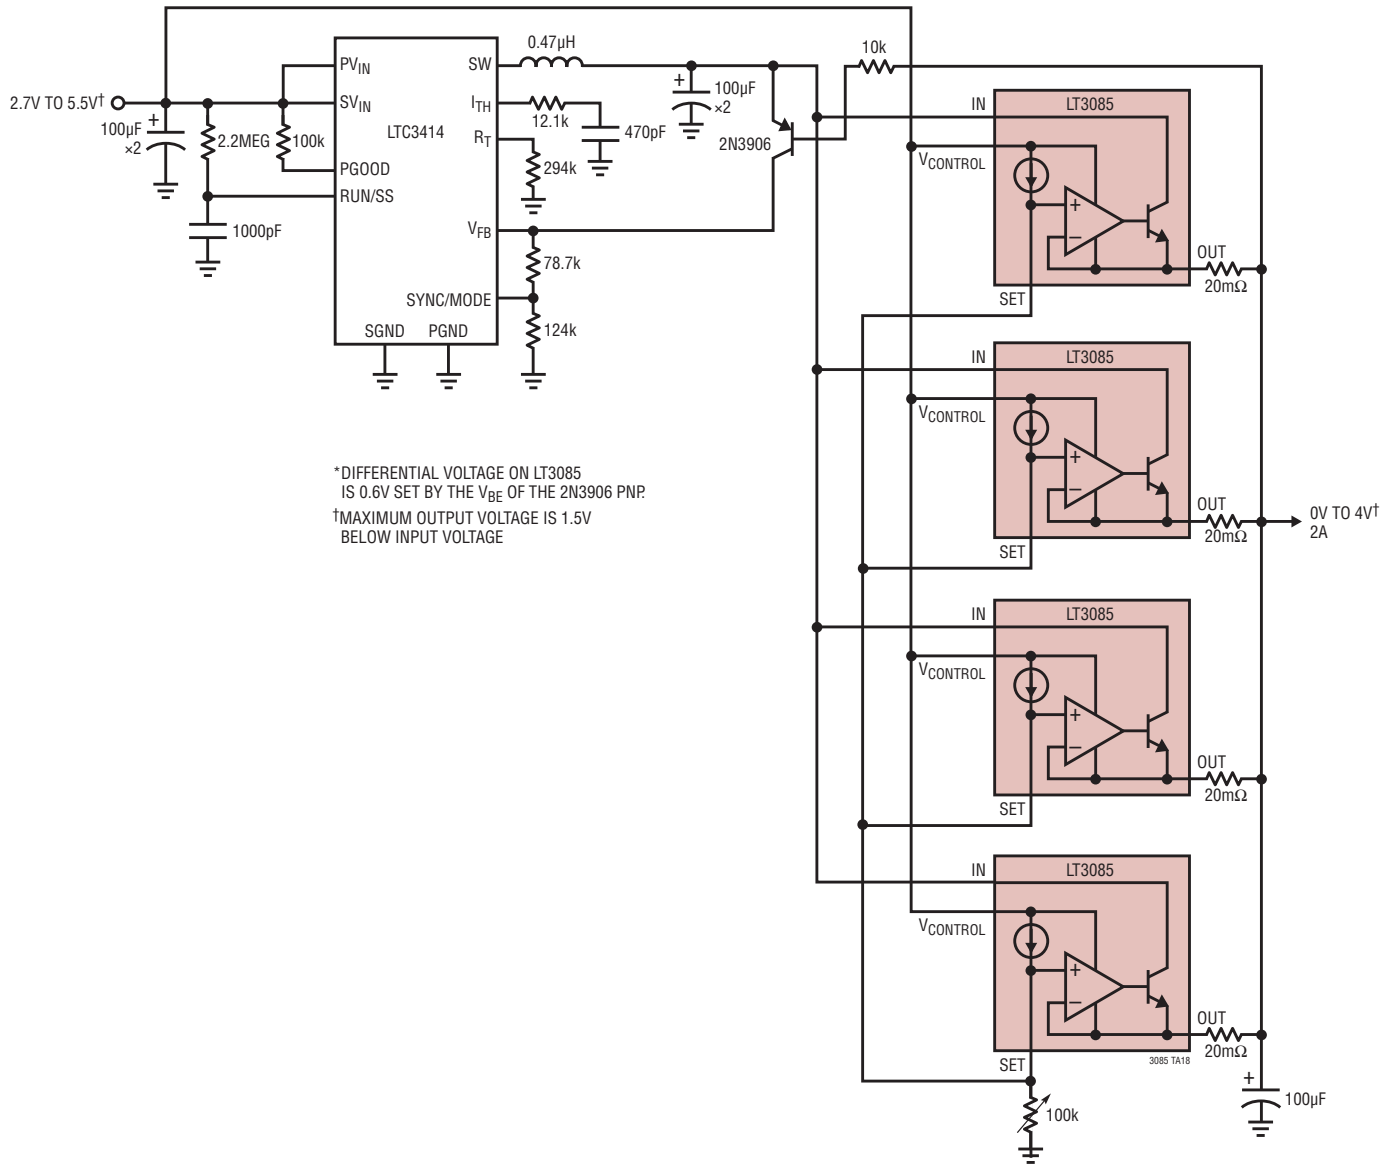 0.47µH
10k
PVIN
SW
2.7V TO 5.5V†
SVIN
ITH
+
100µF
×2
IN
LT3085
+
100µF
×2
2.2MEG
100k
LTC3414
12.1k
470pF
RT
2N3906
VCONTROL
PGOOD
294k
RUN/SS
+
–
1000pF
VFB
78.7k
OUT
20mΩ
SYNC/MODE
SET
124k
SGND
PGND
IN
LT3085
VCONTROL
+
–
*DIFFERENTIAL VOLTAGE ON LT3085
IS 0.6V SET BY THE VBE OF THE 2N3906 PNP.
†MAXIMUM OUTPUT VOLTAGE IS 1.5V
BELOW INPUT VOLTAGE
OUT
20mΩ
0V TO 4V†
2A
SET
IN
LT3085
VCONTROL
+
–
OUT
20mΩ
SET
IN
LT3085
VCONTROL
+
–
OUT
20mΩ
3085 TA18
SET
+
100µF
100k